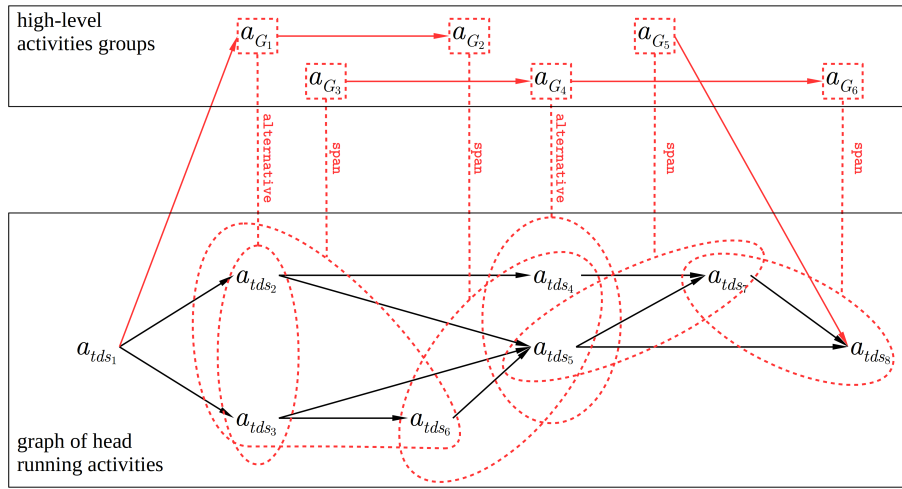 high-level
activities groups
a_{G_1}
a_{G_2}
a_{G_5}
a_{G_3}
a_{G_4}
a_{G_6}
alternative
span
span
alternative
span
span
a_{tds_2}
a_{tds_4}
a_{tds_7}
a_{tds_1}
a_{tds_5}
a_{tds_8}
a_{tds_3}
a_{tds_6}
graph of head
running activities